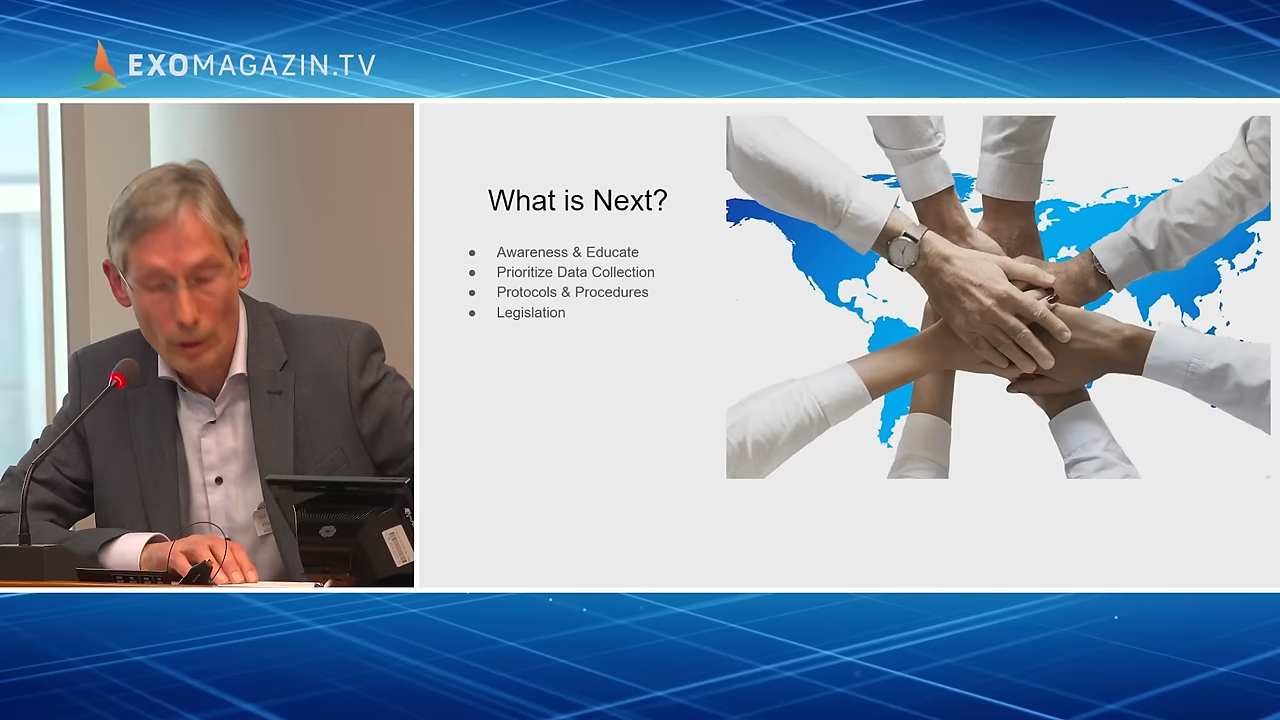 EXOMAGAZIN.TV
What is Next?
● Awareness & Educate
● Prioritize Data Collection
● Protocols & Procedures
● Legislation